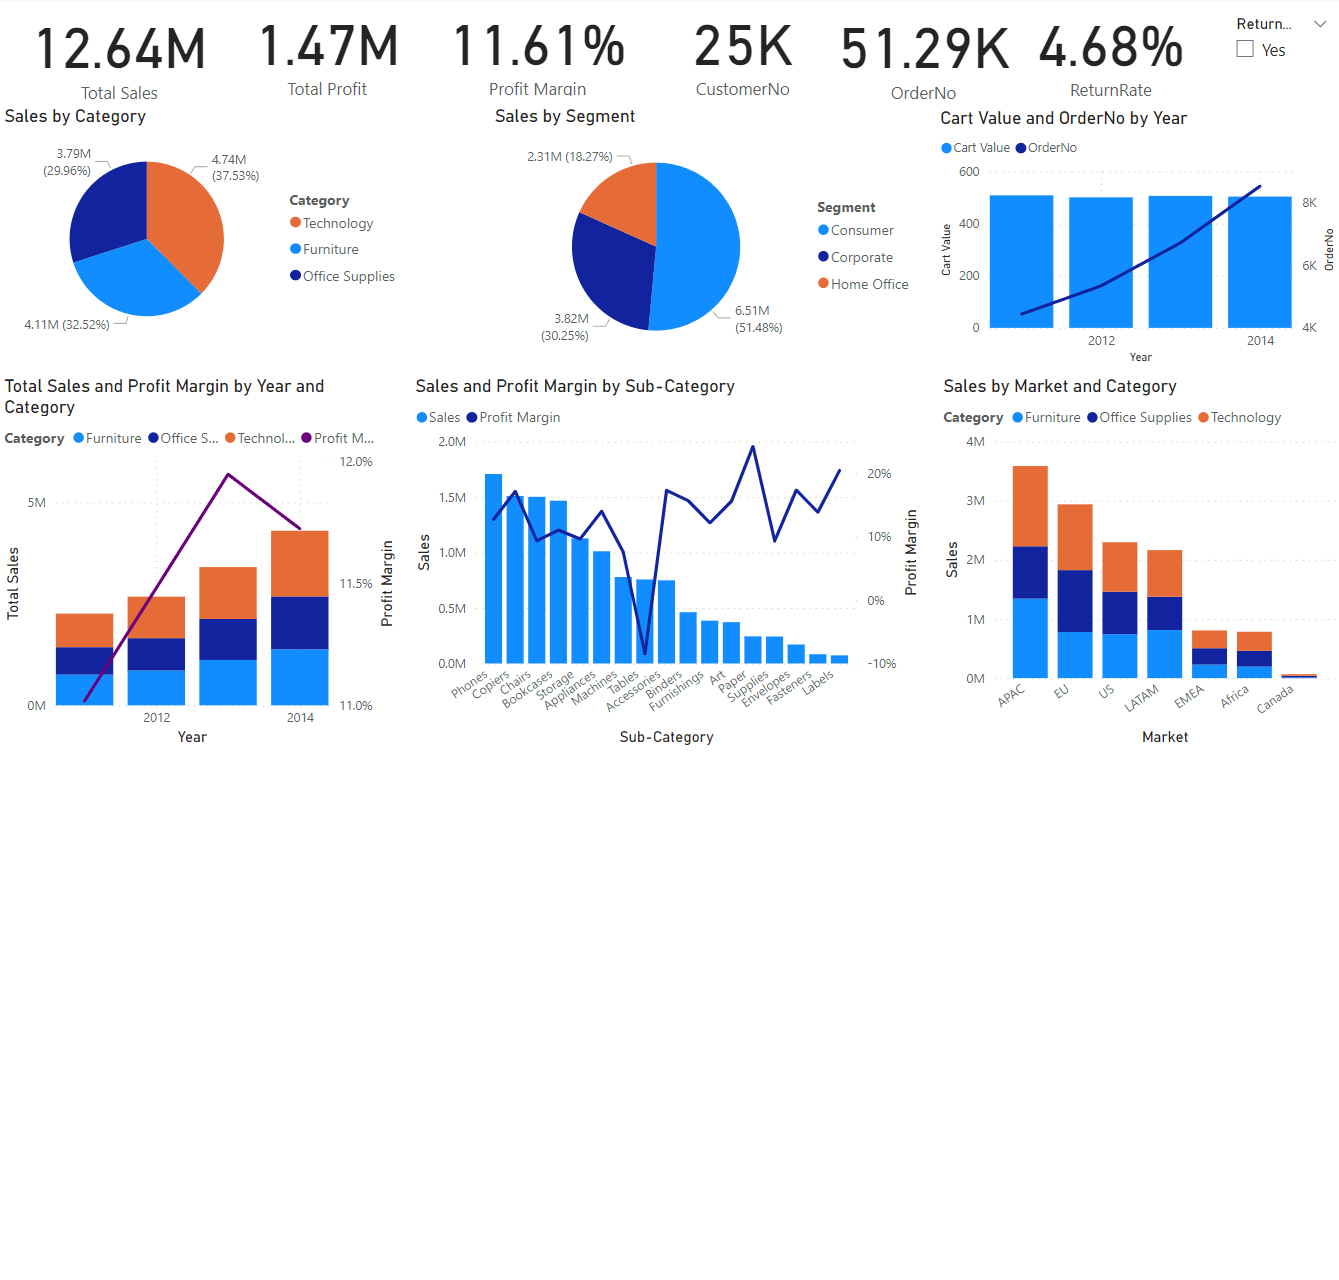 12.64M
Total Sales
1.47M
Total Profit
11.61%
Profit Margin
25K
CustomerNo
51.29K
OrderNo
4.68%
ReturnRate
Return...
Yes
Sales by Category
3.79M
(29.96%)
4.74M
(37.53%)
4.11M (32.52%)
Category
Technology
Furniture
Office Supplies
Sales by Segment
2.31M (18.27%)
3.82M
(30.25%)
6.51M
(51.48%)
Segment
Consumer
Corporate
Home Office
Cart Value and OrderNo by Year
Cart Value OrderNo
600
400
200
0
Cart Value
8K
6K
4K
OrderNo
2012 2014
Year
Total Sales and Profit Margin by Year and
Category
Category Furniture Office S... Technol... Profit M...
5M
0M
Total Sales
12.0%
11.5%
11.0%
Profit Margin
2012 2014
Year
Sales and Profit Margin by Sub-Category
Sales Profit Margin
2.0M
1.5M
1.0M
0.5M
0.0M
Sales
20%
10%
0%
-10%
Profit Margin
Phones
Copiers
Chairs
Bookcases
Storage
Appliances
Machines
Tables
Accessories
Binders
Furnishings
Art
Paper
Supplies
Envelopes
Fasteners
Labels
Sub-Category
Sales by Market and Category
Category Furniture Office Supplies Technology
4M
3M
2M
1M
0M
Sales
APAC
EU
US
LATAM
EMEA
Africa
Canada
Market